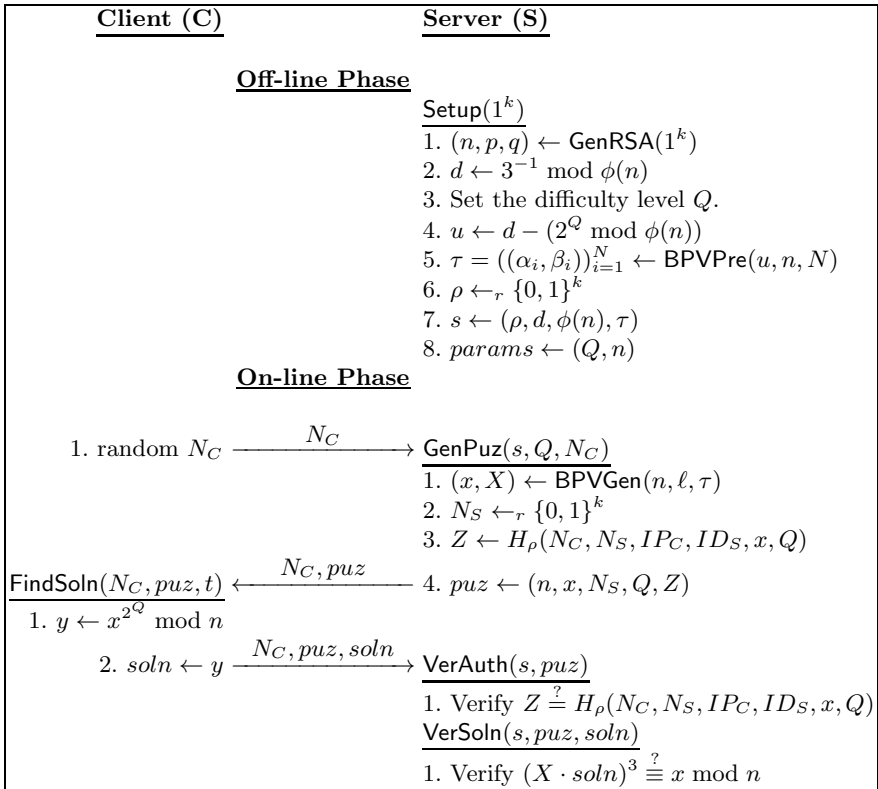 Client (C) Server (S)
Off-line Phase
Setup(1^k)
1. (n, p, q) ← GenRSA(1^k)
2. d ← 3^{-1} mod ϕ(n)
3. Set the difficulty level Q.
4. u ← d − (2^Q mod ϕ(n))
5. τ = ((α_i, β_i))_{i=1}^N ← BPVPre(u, n, N)
6. ρ ←_r {0, 1}^k
7. s ← (ρ, d, ϕ(n), τ)
8. params ← (Q, n)
On-line Phase
1. random N_C —N_C→ GenPuz(s, Q, N_C)
1. (x, X) ← BPVGen(n, ℓ, τ)
2. N_S ←_r {0, 1}^k
3. Z ← H_ρ(N_C, N_S, IP_C, ID_S, x, Q)
FindSoln(N_C, puz, t) ←N_C, puz— 4. puz ← (n, x, N_S, Q, Z)
1. y ← x^{2^Q} mod n
2. soln ← y —N_C, puz, soln→ VerAuth(s, puz)
1. Verify Z =? H_ρ(N_C, N_S, IP_C, ID_S, x, Q)
VerSoln(s, puz, soln)
1. Verify (X · soln)^3 ≡? x mod n